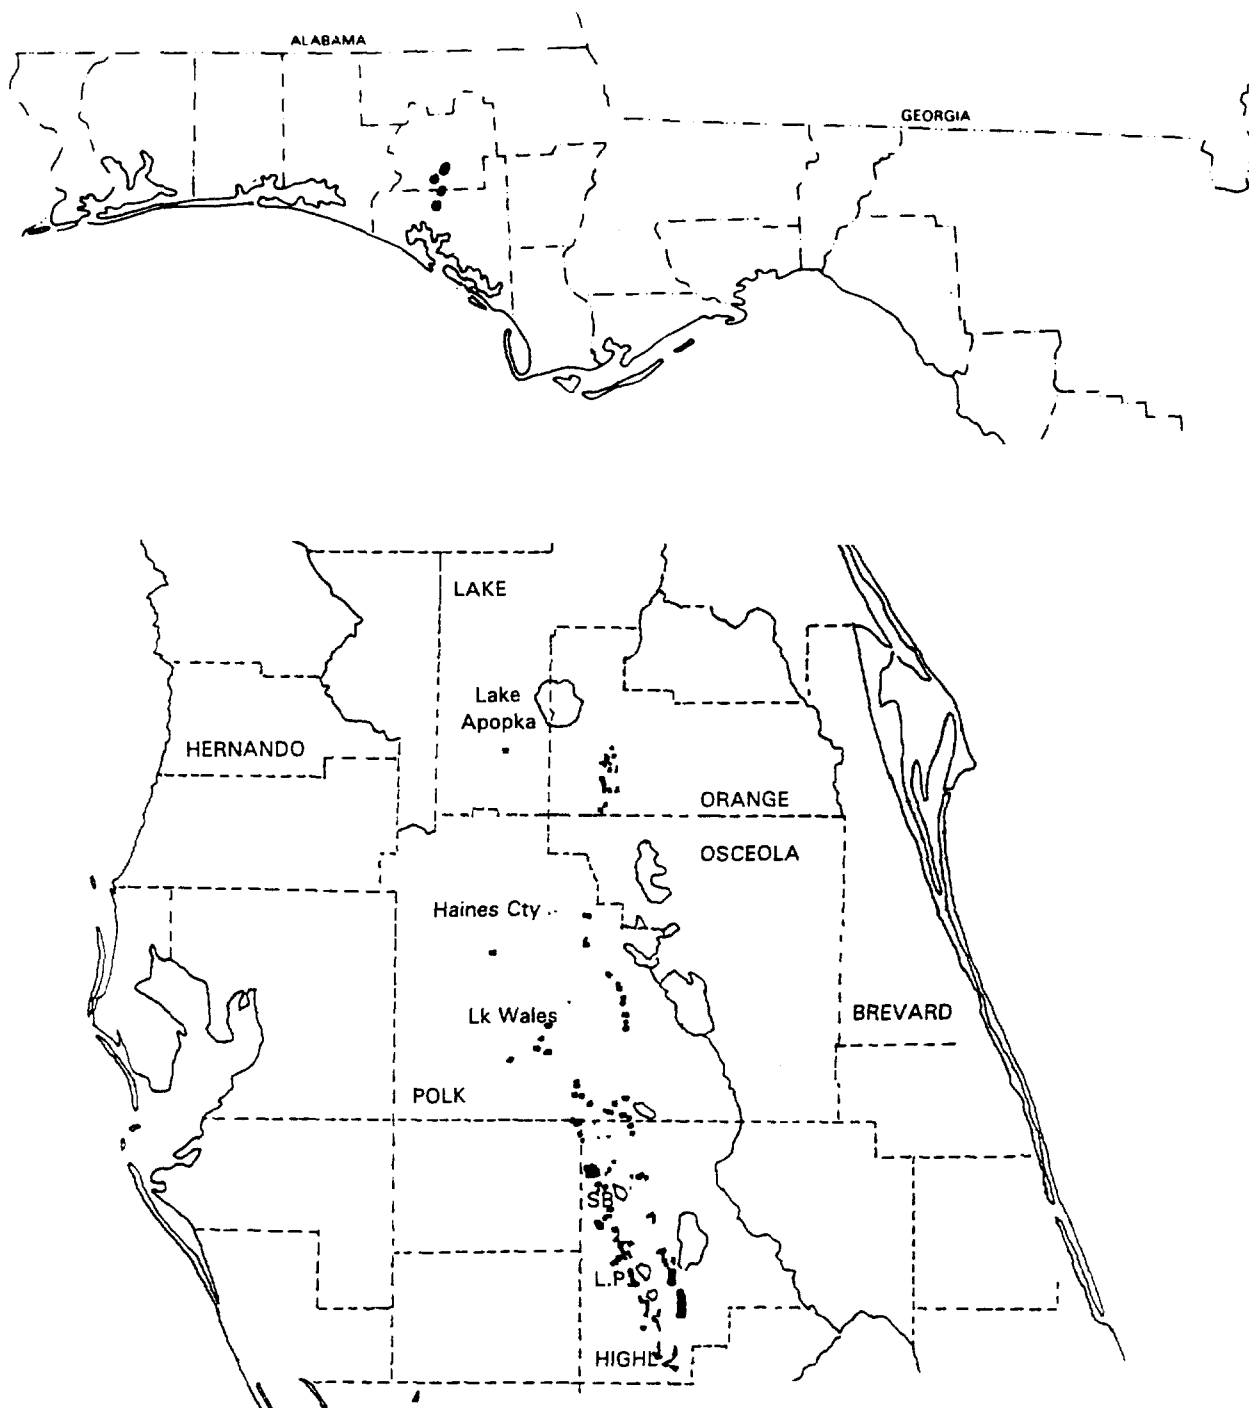 ALABAMA
GEORGIA
LAKE
Lake
Apopka
HERNANDO
ORANGE
OSCEOLA
Haines Cty
Lk Wales
BREVARD
POLK
SB
L.P
HIGHL